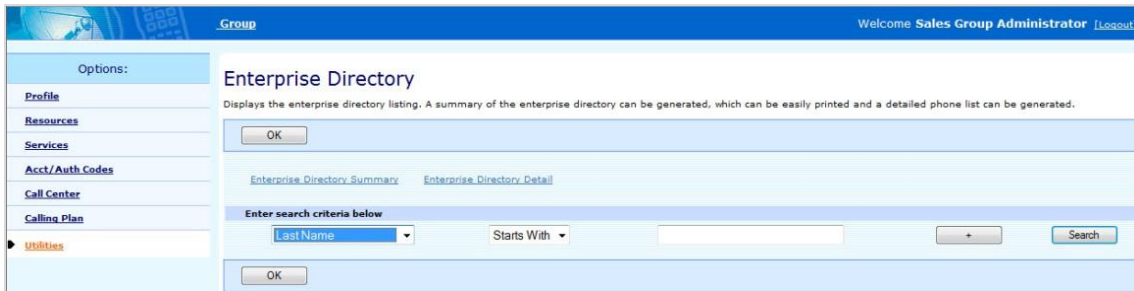 Group Welcome Sales Group Administrator [Logout
Options:
Profile
Resources
Services
Acct/Auth Codes
Call Center
Calling Plan
Utilities
Enterprise Directory
Displays the enterprise directory listing. A summary of the enterprise directory can be generated, which can be easily printed and a detailed phone list can be generated.
OK
Enterprise Directory Summary Enterprise Directory Detail
Enter search criteria below
Last Name Starts With + Search
OK